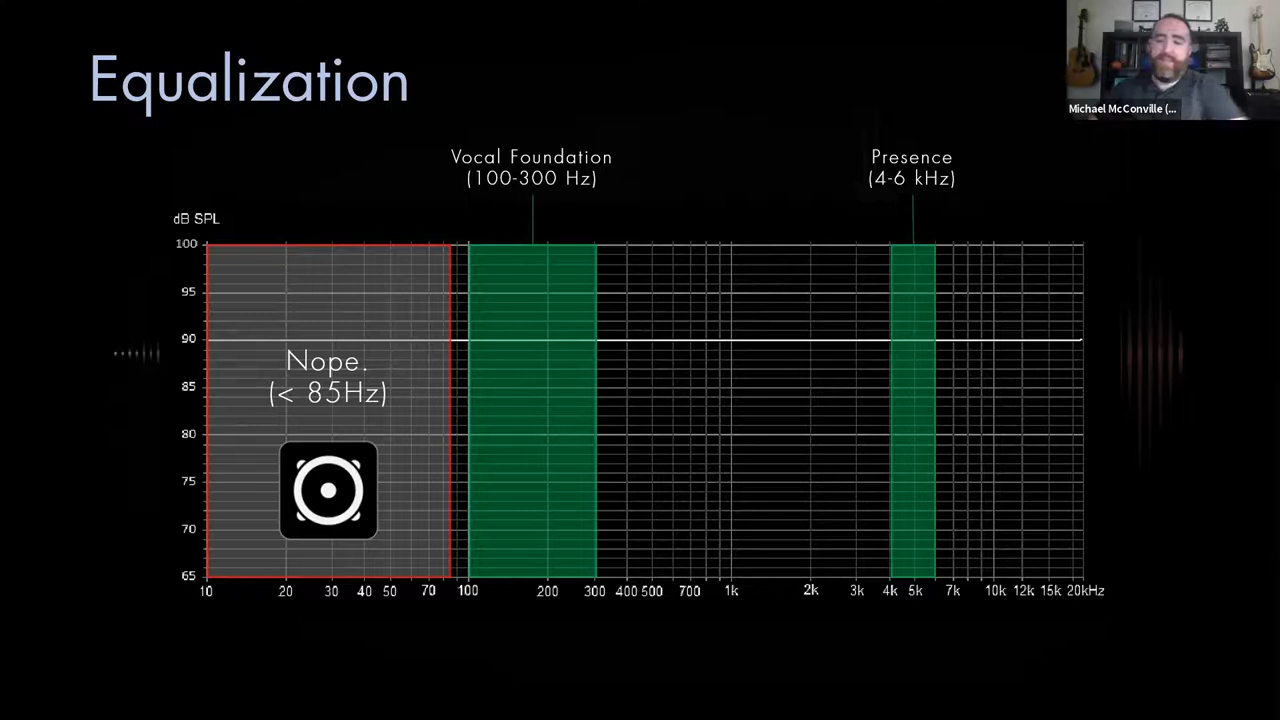 Equalization
Michael McConville (...
Vocal Foundation
(100-300 Hz)
Presence
(4-6 kHz)
dB SPL
100
95
90
85
80
75
70
65
Nope.
(< 85Hz)
10 20 30 40 50 70 100 200 300 400 500 700 1k 2k 3k 4k 5k 7k 10k 12k 15k 20kHz